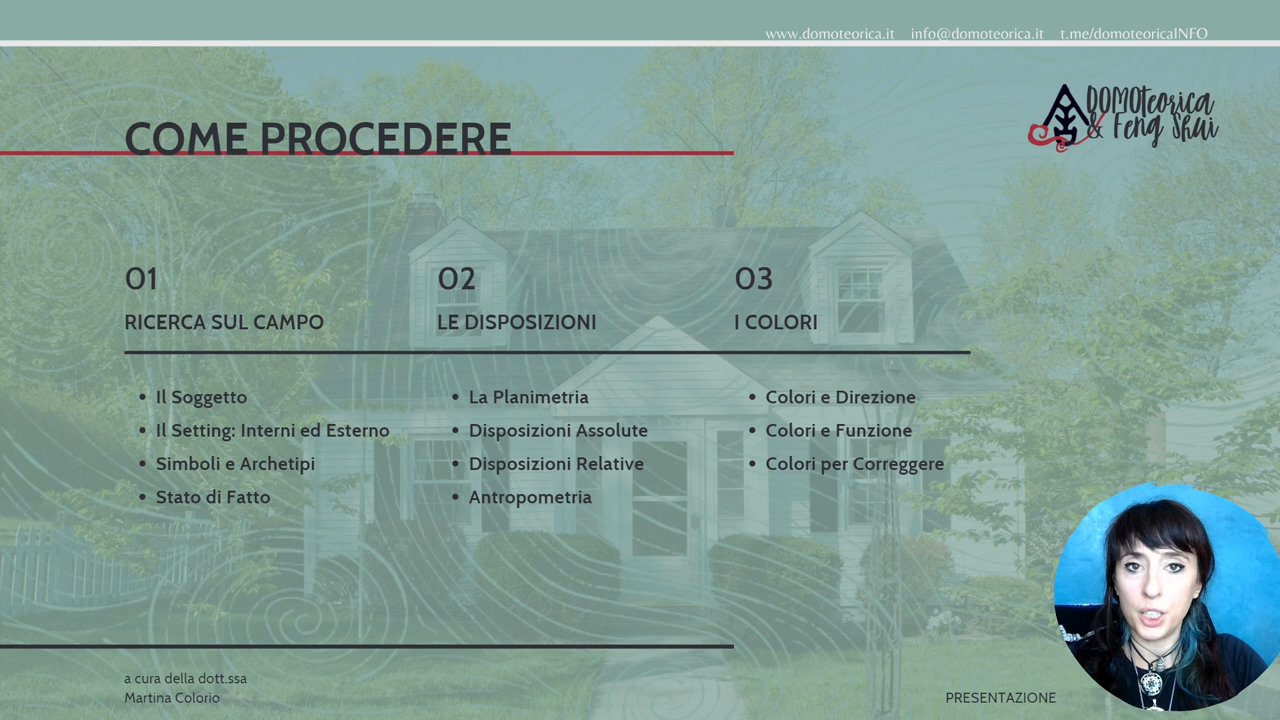 www.domoteorica.it info@domoteorica.it t.me/domoteoricaINFO
DOMOteorica
& Feng Shui
COME PROCEDERE
01
RICERCA SUL CAMPO
02
LE DISPOSIZIONI
03
I COLORI
• Il Soggetto
• Il Setting: Interni ed Esterno
• Simboli e Archetipi
• Stato di Fatto
• La Planimetria
• Disposizioni Assolute
• Disposizioni Relative
• Antropometria
• Colori e Direzione
• Colori e Funzione
• Colori per Correggere
a cura della dott.ssa
Martina Colorio
PRESENTAZIONE